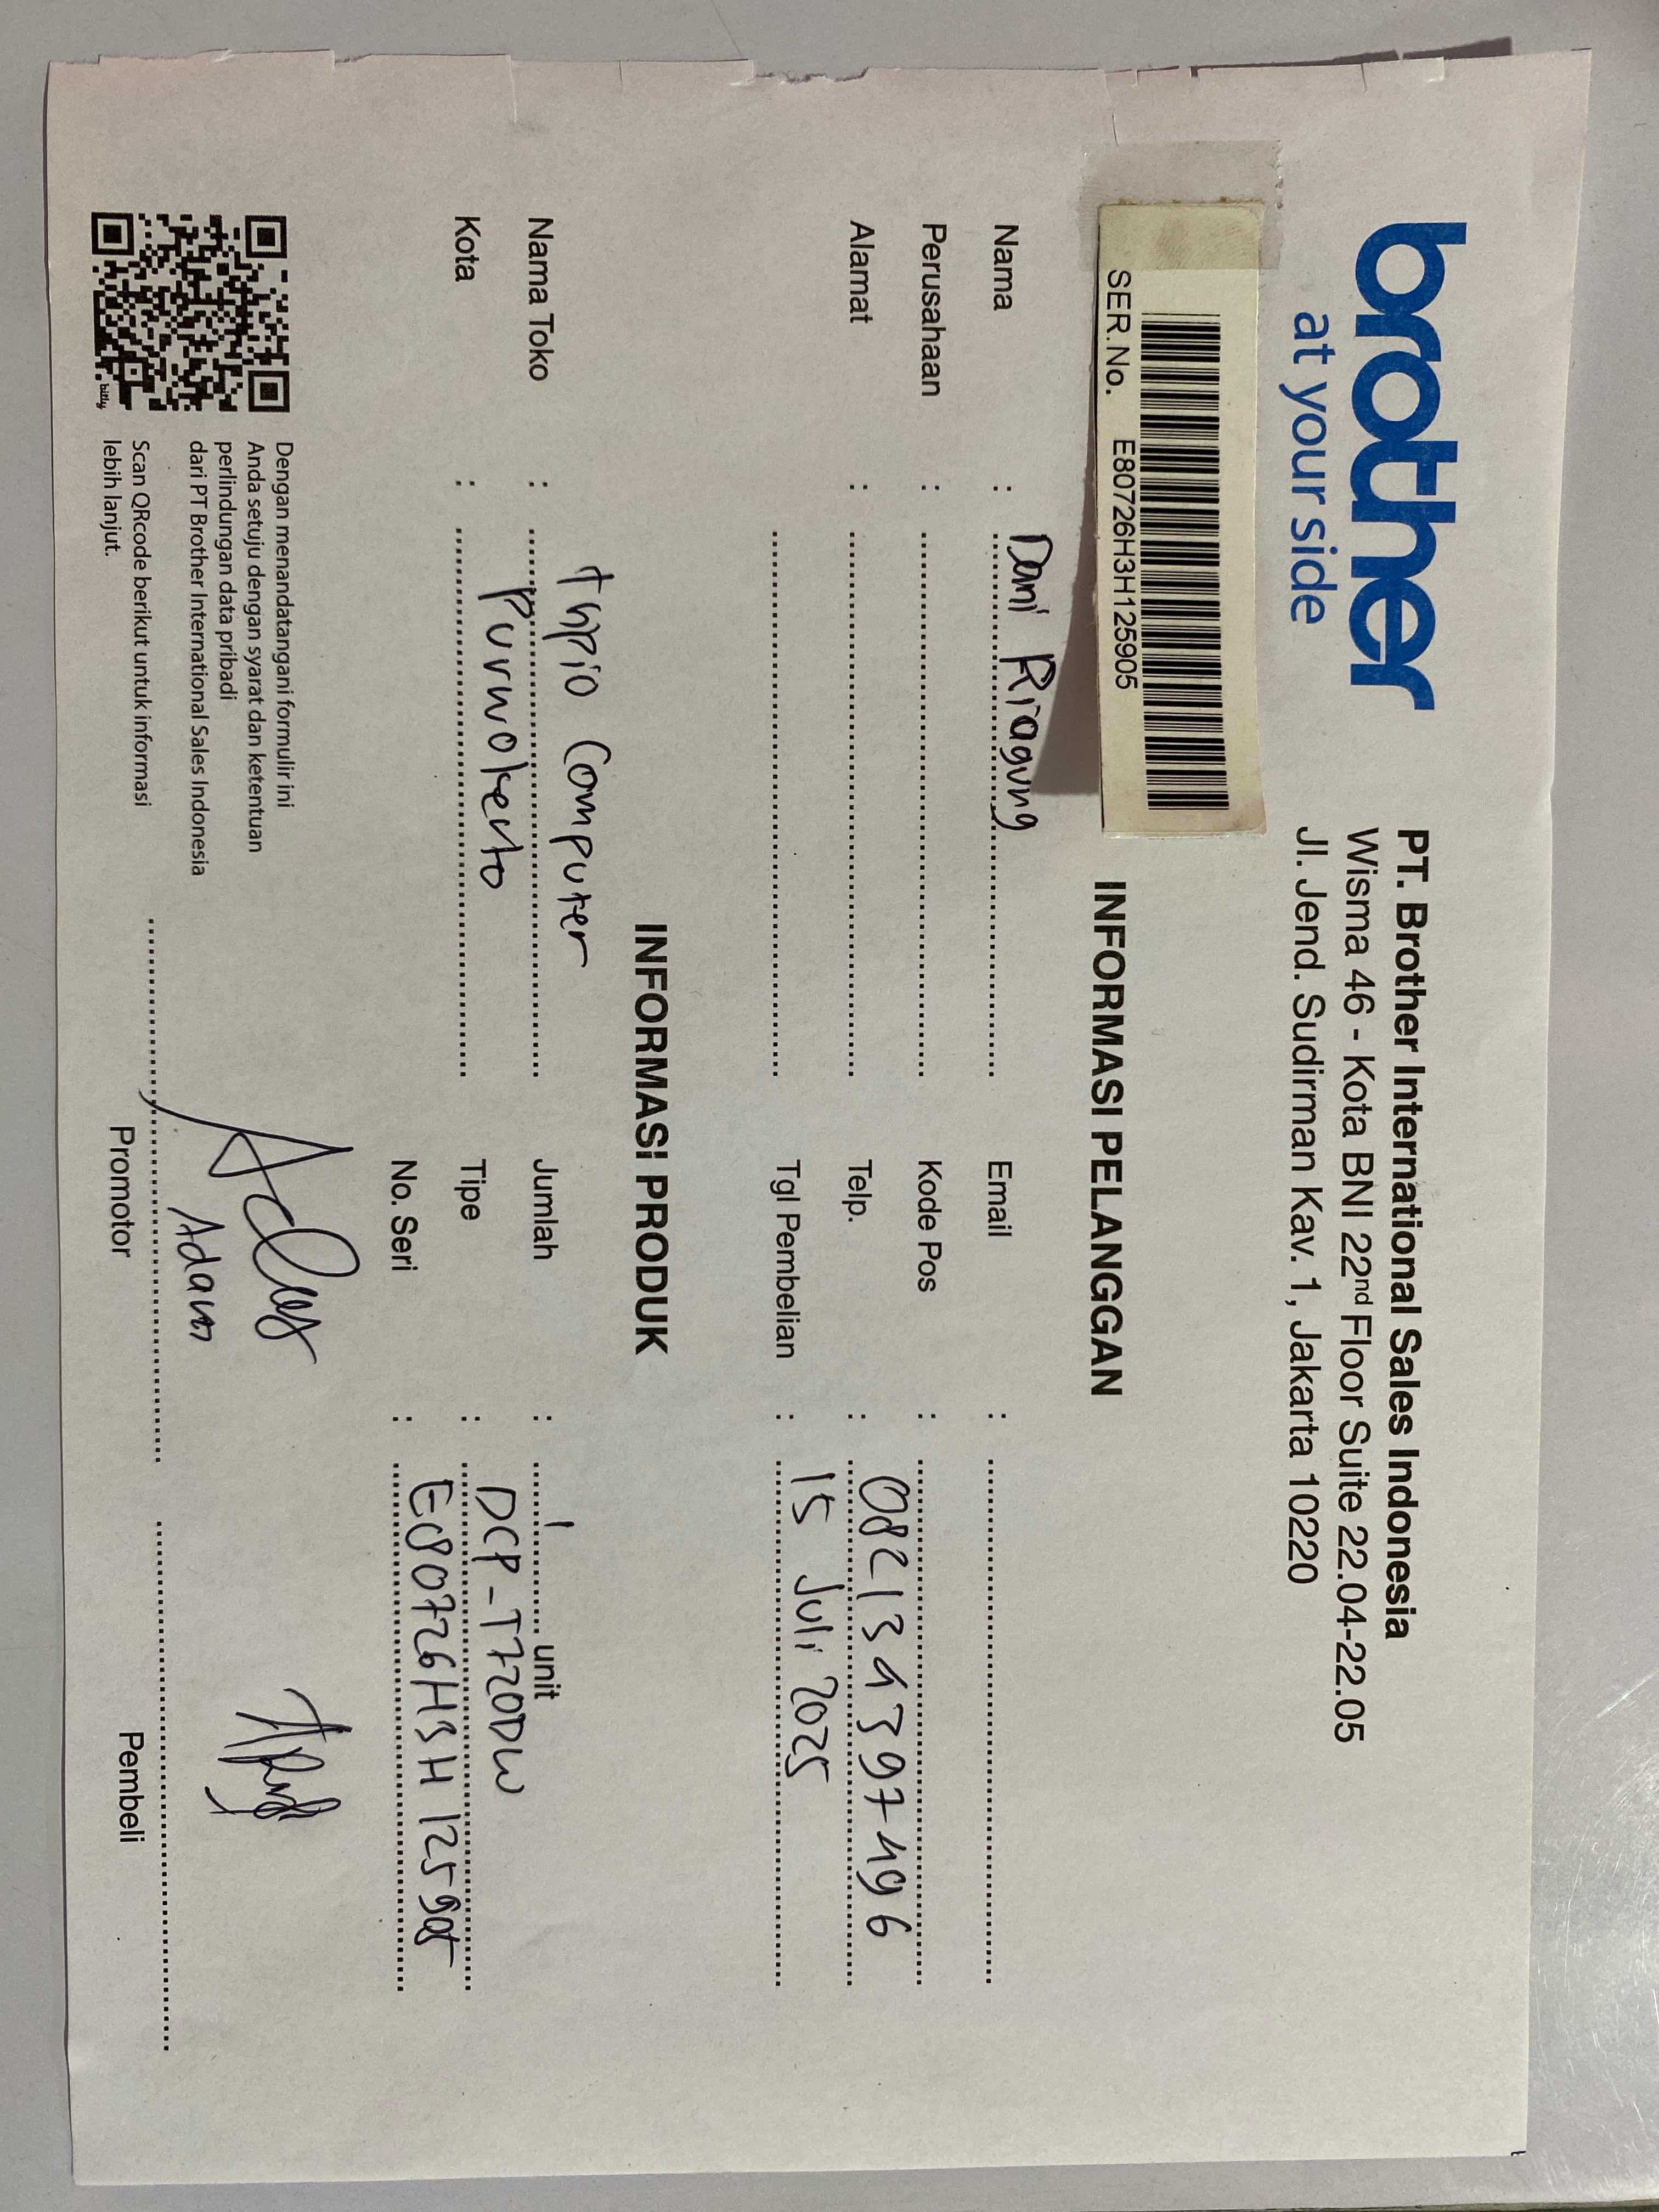 brother
at your side
PT. Brother International Sales Indonesia
Wisma 46 - Kota BNI 22nd Floor Suite 22.04-22.05
Jl. Jend. Sudirman Kav. 1, Jakarta 10220
SER.No. E80726H3H125905
INFORMASI PELANGGAN
Nama : Dani Riagung
Email :
Perusahaan :
Kode Pos :
Alamat :
Telp. : 082134397496
Tgl Pembelian : 15 Juli 2025
INFORMASI PRODUK
Nama Toko : Computer
Jumlah : 1 unit
Kota : Purwokerto
Tipe : DCP-T720DW
No. Seri : E80726H3H125905
Dengan menandatangani formulir ini
Anda setuju dengan syarat dan ketentuan
perlindungan data pribadi
dari PT Brother International Sales Indonesia
Scan QRcode berikut untuk informasi
lebih lanjut.
bitly
Adam
Promotor
Pembeli